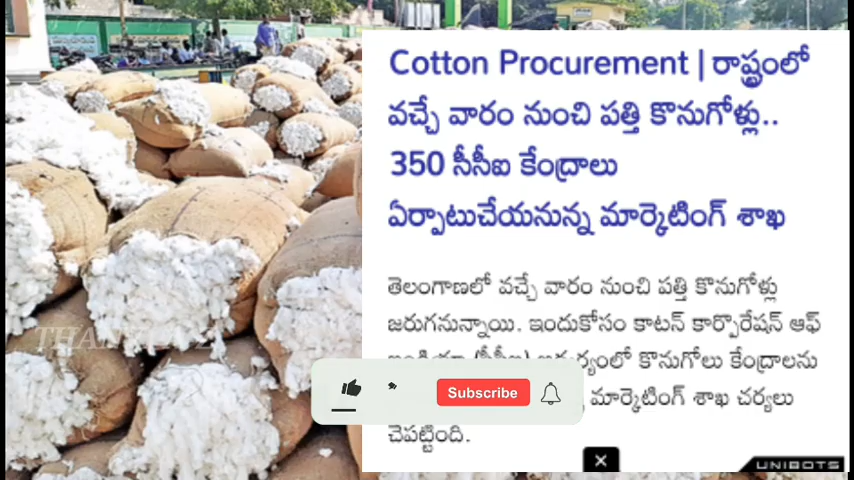 Cotton Procurement | రాష్ట్రంలో
వచ్చే వారం నుంచి పత్తి కొనుగోళ్లు..
350 సీసీఐ కేంద్రాలు
ఏర్పాటుచేయనున్న మార్కెటింగ్ శాఖ
తెలంగాణలో వచ్చే వారం నుంచి పత్తి కొనుగోళ్లు
జరుగనున్నాయి. ఇందుకోసం కాటన్ కార్పొరేషన్ ఆఫ్
కొనుగోలు కేంద్రాలను
మార్కెటింగ్ శాఖ చర్యలు
చేపట్టింది.
Subscribe
UNIBOTS